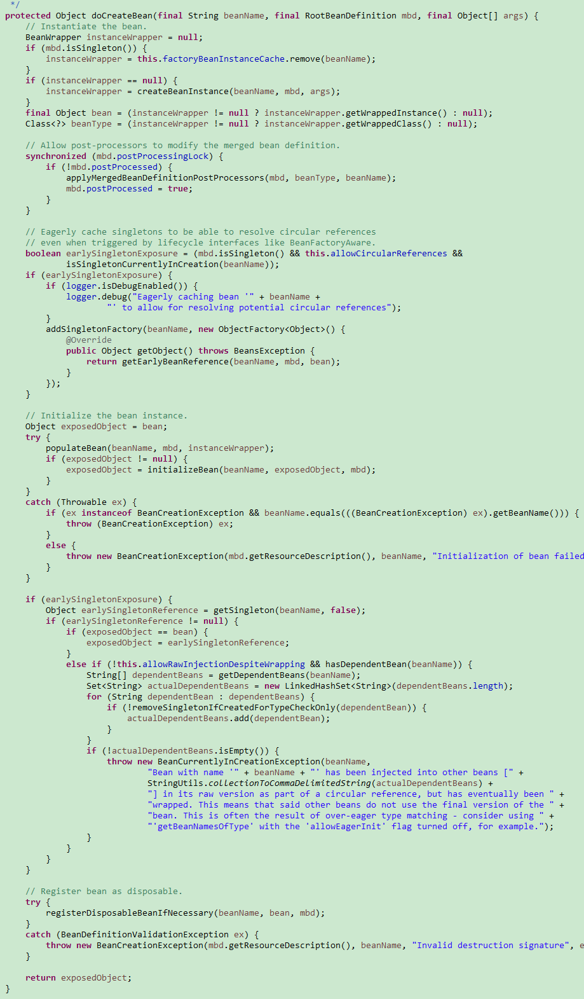 */
protected Object doCreateBean(final String beanName, final RootBeanDefinition mbd, final Object[] args) {
    // Instantiate the bean.
    BeanWrapper instanceWrapper = null;
    if (mbd.isSingleton()) {
        instanceWrapper = this.factoryBeanInstanceCache.remove(beanName);
    }
    if (instanceWrapper == null) {
        instanceWrapper = createBeanInstance(beanName, mbd, args);
    }
    final Object bean = (instanceWrapper != null ? instanceWrapper.getWrappedInstance() : null);
    Class<?> beanType = (instanceWrapper != null ? instanceWrapper.getWrappedClass() : null);

    // Allow post-processors to modify the merged bean definition.
    synchronized (mbd.postProcessingLock) {
        if (!mbd.postProcessed) {
            applyMergedBeanDefinitionPostProcessors(mbd, beanType, beanName);
            mbd.postProcessed = true;
        }
    }

    // Eagerly cache singletons to be able to resolve circular references
    // even when triggered by lifecycle interfaces like BeanFactoryAware.
    boolean earlySingletonExposure = (mbd.isSingleton() && this.allowCircularReferences &&
            isSingletonCurrentlyInCreation(beanName));
    if (earlySingletonExposure) {
        if (logger.isDebugEnabled()) {
            logger.debug("Eagerly caching bean '" + beanName +
                    "' to allow for resolving potential circular references");
        }
        addSingletonFactory(beanName, new ObjectFactory<Object>() {
            @Override
            public Object getObject() throws BeansException {
                return getEarlyBeanReference(beanName, mbd, bean);
            }
        });
    }

    // Initialize the bean instance.
    Object exposedObject = bean;
    try {
        populateBean(beanName, mbd, instanceWrapper);
        if (exposedObject != null) {
            exposedObject = initializeBean(beanName, exposedObject, mbd);
        }
    }
    catch (Throwable ex) {
        if (ex instanceof BeanCreationException && beanName.equals(((BeanCreationException) ex).getBeanName())) {
            throw (BeanCreationException) ex;
        }
        else {
            throw new BeanCreationException(mbd.getResourceDescription(), beanName, "Initialization of bean failed
        }
    }

    if (earlySingletonExposure) {
        Object earlySingletonReference = getSingleton(beanName, false);
        if (earlySingletonReference != null) {
            if (exposedObject == bean) {
                exposedObject = earlySingletonReference;
            }
            else if (!this.allowRawInjectionDespiteWrapping && hasDependentBean(beanName)) {
                String[] dependentBeans = getDependentBeans(beanName);
                Set<String> actualDependentBeans = new LinkedHashSet<String>(dependentBeans.length);
                for (String dependentBean : dependentBeans) {
                    if (!removeSingletonIfCreatedForTypeCheckOnly(dependentBean)) {
                        actualDependentBeans.add(dependentBean);
                    }
                }
                if (!actualDependentBeans.isEmpty()) {
                    throw new BeanCurrentlyInCreationException(beanName,
                            "Bean with name '" + beanName + "' has been injected into other beans [" +
                            StringUtils.collectionToCommaDelimitedString(actualDependentBeans) +
                            "] in its raw version as part of a circular reference, but has eventually been " +
                            "wrapped. This means that said other beans do not use the final version of the " +
                            "bean. This is often the result of over-eager type matching - consider using " +
                            "'getBeanNamesOfType' with the 'allowEagerInit' flag turned off, for example.");
                }
            }
        }
    }

    // Register bean as disposable.
    try {
        registerDisposableBeanIfNecessary(beanName, bean, mbd);
    }
    catch (BeanDefinitionValidationException ex) {
        throw new BeanCreationException(mbd.getResourceDescription(), beanName, "Invalid destruction signature", e
    }

    return exposedObject;
}